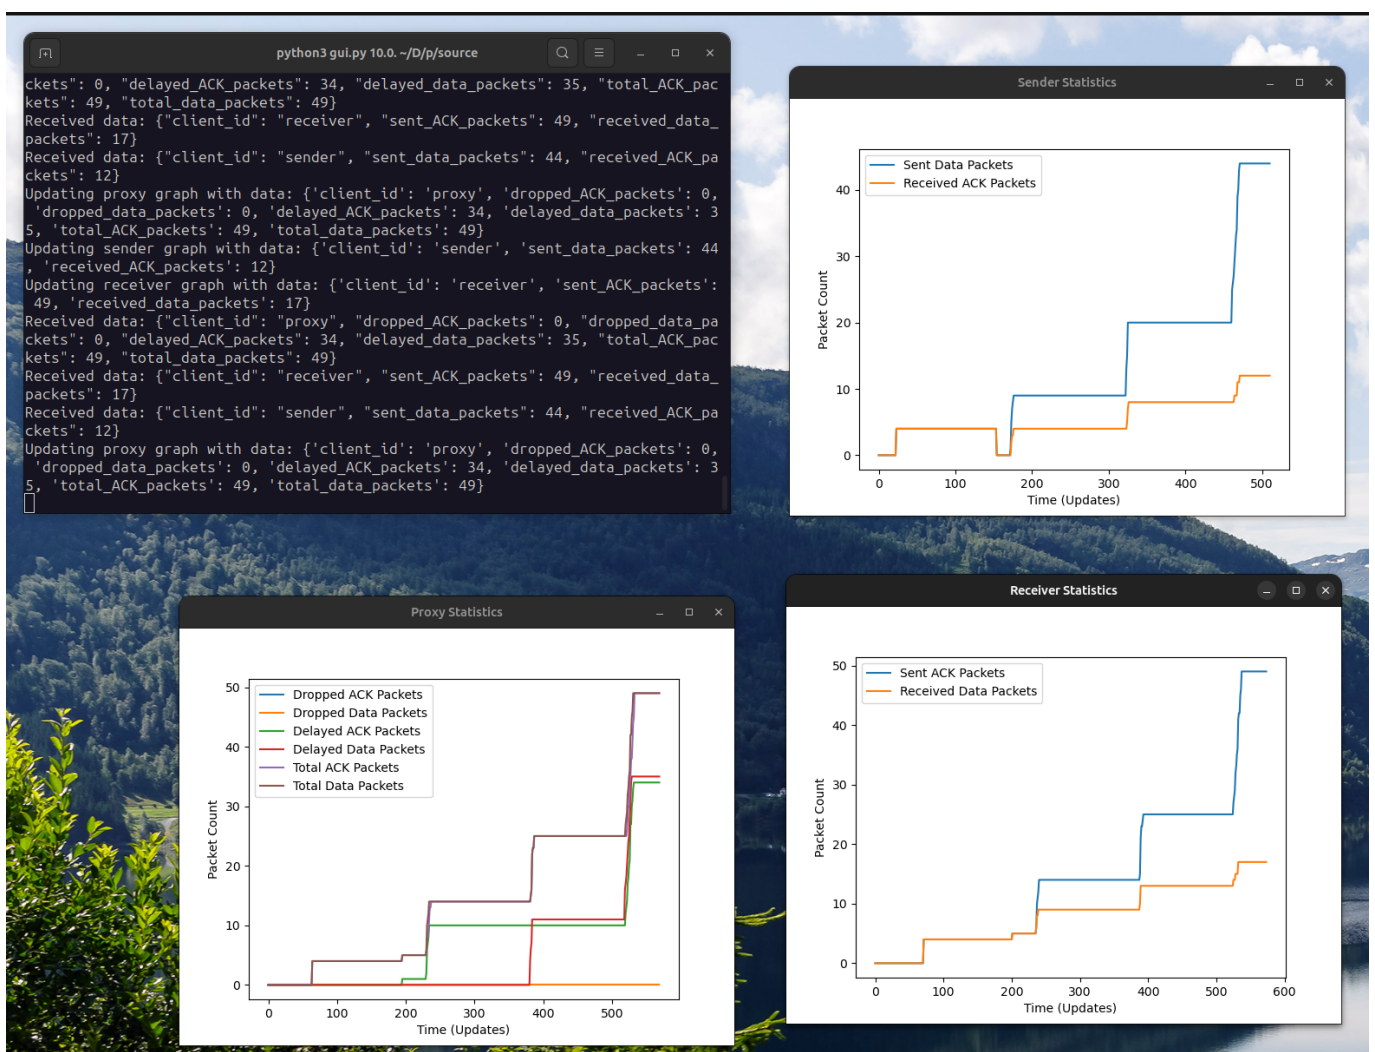 python3 gui.py 10.0. ~/D/p/source
ckets": 0, "delayed_ACK_packets": 34, "delayed_data_packets": 35, "total_ACK_pac
kets": 49, "total_data_packets": 49}
Received data: {"client_id": "receiver", "sent_ACK_packets": 49, "received_data_
packets": 17}
Received data: {"client_id": "sender", "sent_data_packets": 44, "received_ACK_pa
ckets": 12}
Updating proxy graph with data: {'client_id': 'proxy', 'dropped_ACK_packets': 0,
 'dropped_data_packets': 0, 'delayed_ACK_packets': 34, 'delayed_data_packets': 3
5, 'total_ACK_packets': 49, 'total_data_packets': 49}
Updating sender graph with data: {'client_id': 'sender', 'sent_data_packets': 44
, 'received_ACK_packets': 12}
Updating receiver graph with data: {'client_id': 'receiver', 'sent_ACK_packets':
 49, 'received_data_packets': 17}
Received data: {"client_id": "proxy", "dropped_ACK_packets": 0, "dropped_data_pa
ckets": 0, "delayed_ACK_packets": 34, "delayed_data_packets": 35, "total_ACK_pac
kets": 49, "total_data_packets": 49}
Received data: {"client_id": "receiver", "sent_ACK_packets": 49, "received_data_
packets": 17}
Received data: {"client_id": "sender", "sent_data_packets": 44, "received_ACK_pa
ckets": 12}
Updating proxy graph with data: {'client_id': 'proxy', 'dropped_ACK_packets': 0,
 'dropped_data_packets': 0, 'delayed_ACK_packets': 34, 'delayed_data_packets': 3
5, 'total_ACK_packets': 49, 'total_data_packets': 49}
Sender Statistics
Sent Data Packets
Received ACK Packets
Packet Count
40
30
20
10
0
0 100 200 300 400 500
Time (Updates)
Proxy Statistics
Dropped ACK Packets
Dropped Data Packets
Delayed ACK Packets
Delayed Data Packets
Total ACK Packets
Total Data Packets
Packet Count
50
40
30
20
10
0
0 100 200 300 400 500
Time (Updates)
Receiver Statistics
Sent ACK Packets
Received Data Packets
Packet Count
50
40
30
20
10
0
0 100 200 300 400 500 600
Time (Updates)